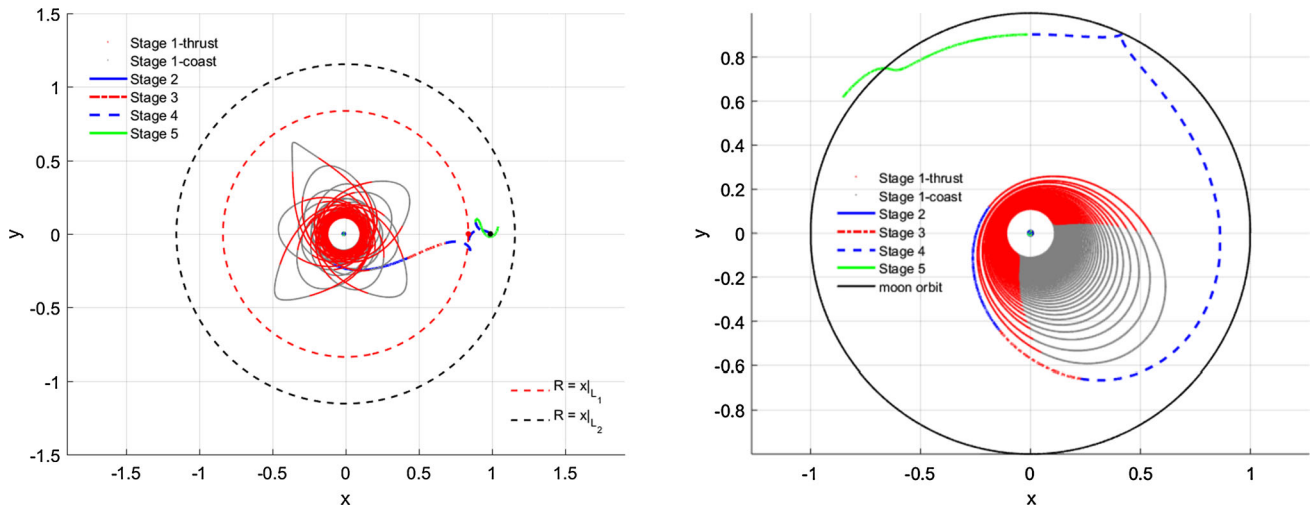 1.5
1
0.5
0
-0.5
-1
-1.5
y
Stage 1-thrust
Stage 1-coast
Stage 2
Stage 3
Stage 4
Stage 5
R = x|L1
R = x|L2
-1.5 -1 -0.5 0 0.5 1 1.5
x
0.8
0.6
0.4
0.2
0
-0.2
-0.4
-0.6
-0.8
y
Stage 1-thrust
Stage 1-coast
Stage 2
Stage 3
Stage 4
Stage 5
moon orbit
-1 -0.5 0 0.5 1
x